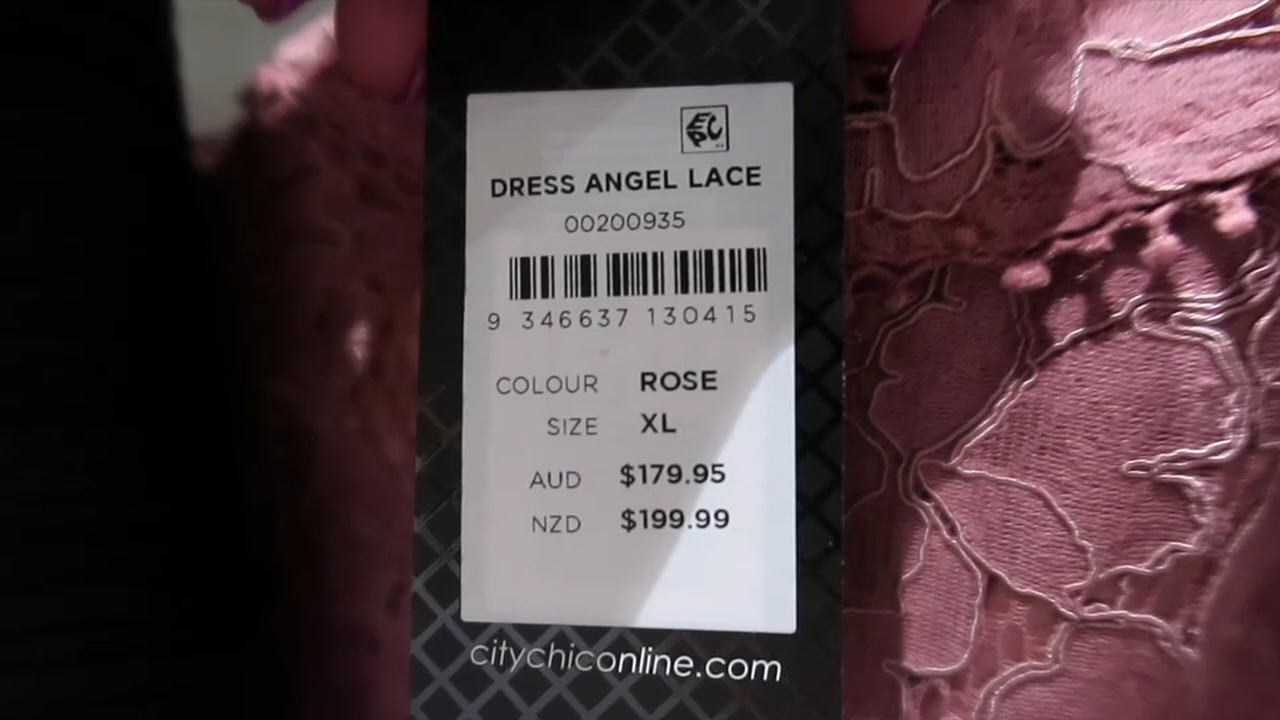 DRESS ANGEL LACE
00200935
9 346637 130415
COLOUR ROSE
SIZE XL
AUD $179.95
NZD $199.99
citychiconline.com